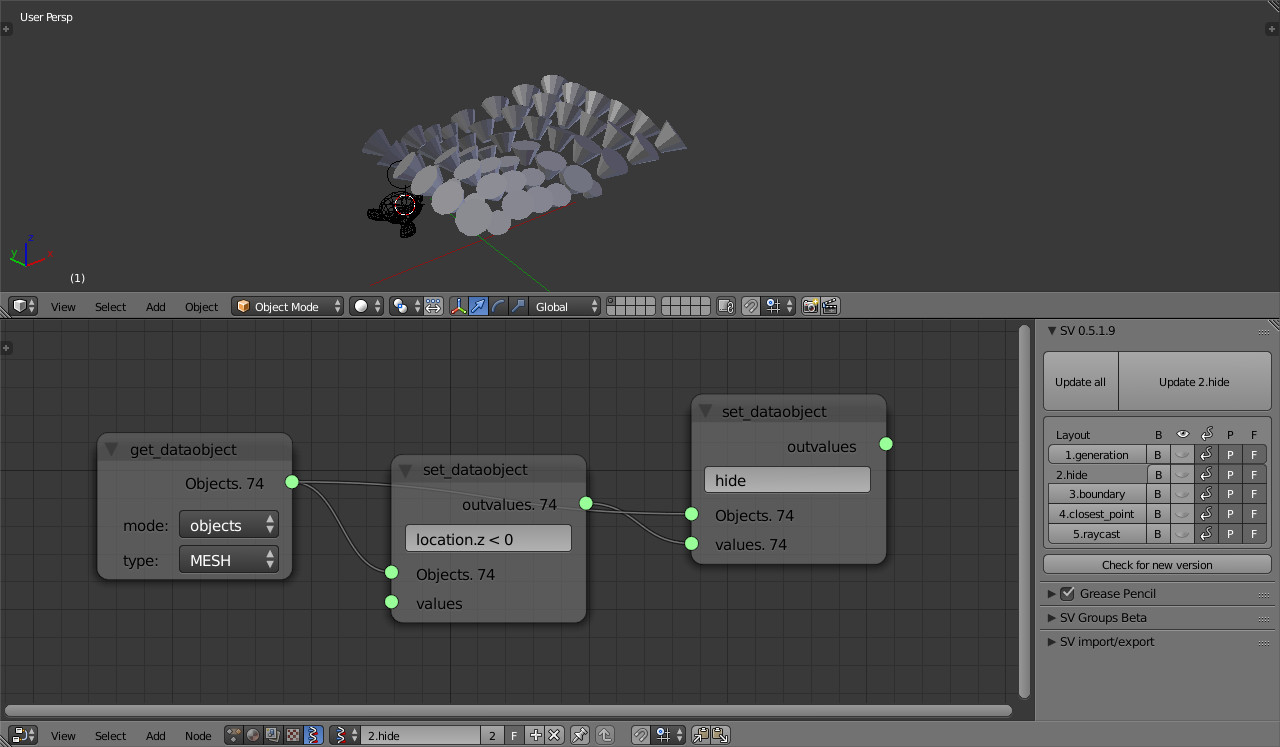 User Persp
z
y
x
(1)
View Select Add Object Object Mode Global
SV 0.5.1.9
Update all Update 2.hide
Layout B P F
1.generation B P F
2.hide B P F
3.boundary B P F
4.closest_point B P F
5.raycast B P F
Check for new version
Grease Pencil
SV Groups Beta
SV import/export
get_dataobject
Objects. 74
mode: objects
type: MESH
set_dataobject
outvalues. 74
location.z < 0
Objects. 74
values
set_dataobject
outvalues
hide
Objects. 74
values. 74
View Select Add Node 2.hide 2 F